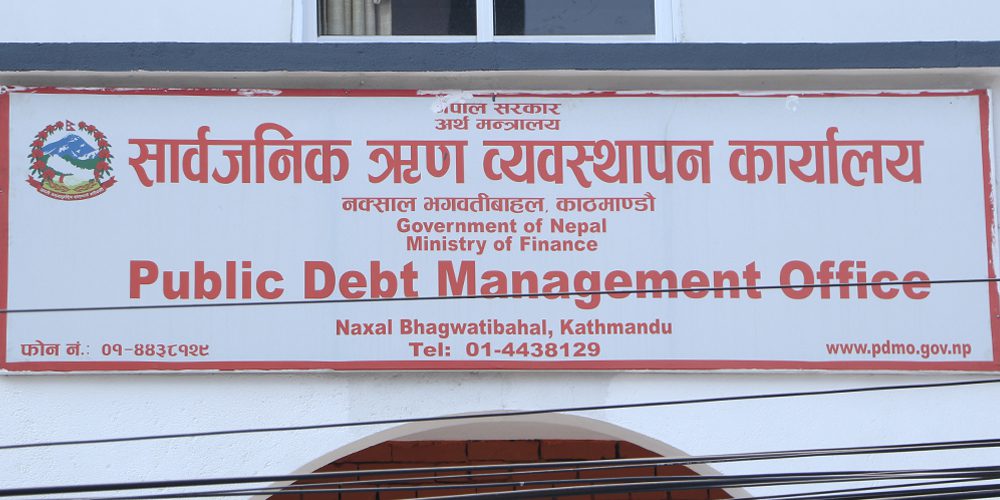 नेपाल सरकार
अर्थ मन्त्रालय
सार्वजनिक ऋण व्यवस्थापन कार्यालय
नक्साल भगवतीबाहल, काठमाण्डौ
Government of Nepal
Ministry of Finance
Public Debt Management Office
Naxal Bhagwatibahal, Kathmandu
फोन नं.: ०१-४४३८१२९
Tel: 01-4438129
www.pdmo.gov.np